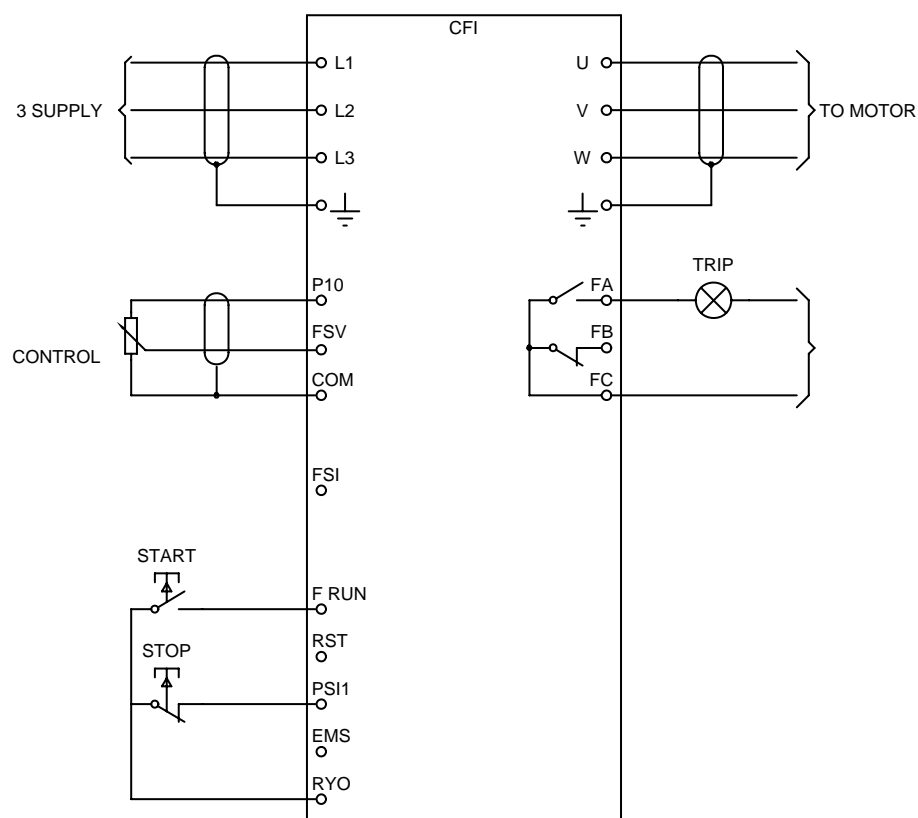 CFI
L1
U
3 SUPPLY
L2
V
TO MOTOR
L3
W
P10
FA
TRIP
FSV
FB
CONTROL
COM
FC
FSI
START
F RUN
RST
STOP
PSI1
EMS
RYO